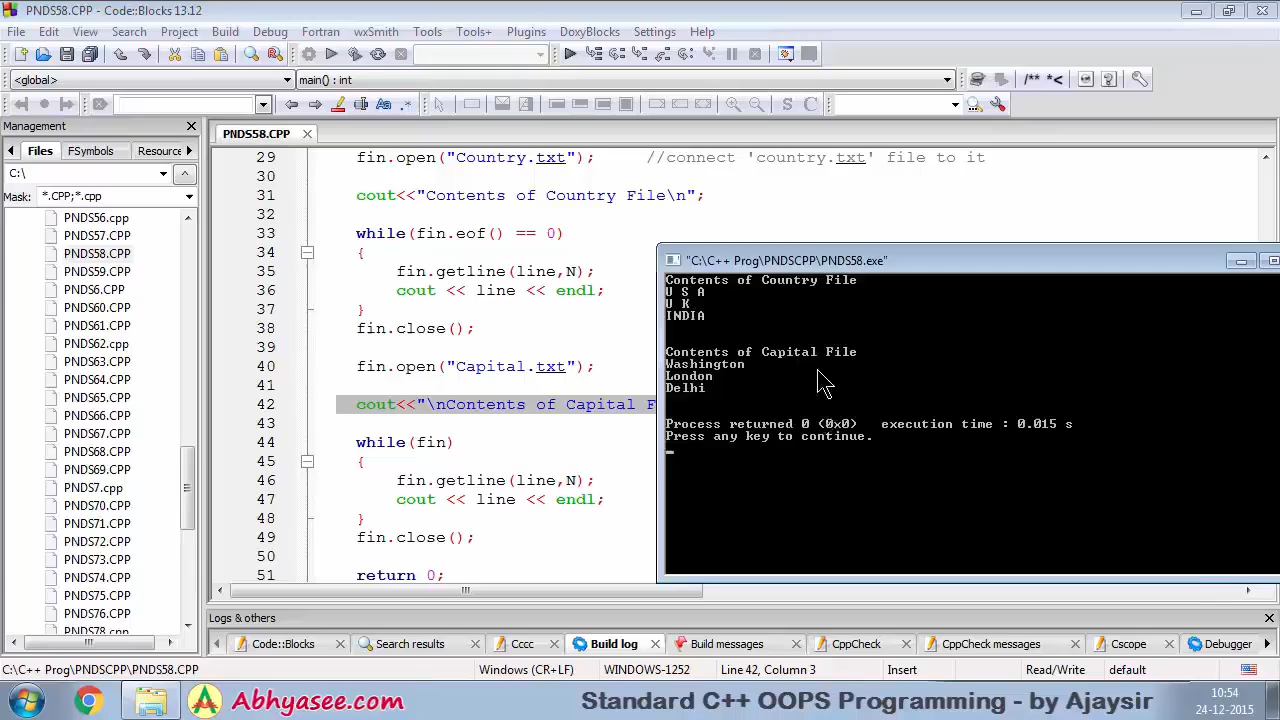 PNDS58.CPP - Code::Blocks 13.12
File Edit View Search Project Build Debug Fortran wxSmith Tools Tools+ Plugins DoxyBlocks Settings Help
<global>
main() : int
/** *<
Aa .*
S C
Management
Files FSymbols Resource
C:\
Mask: *.CPP;*.cpp
PNDS56.cpp
PNDS57.CPP
PNDS58.CPP
PNDS59.CPP
PNDS6.CPP
PNDS60.CPP
PNDS61.CPP
PNDS62.cpp
PNDS63.CPP
PNDS64.CPP
PNDS65.CPP
PNDS66.CPP
PNDS67.CPP
PNDS68.CPP
PNDS69.CPP
PNDS7.cpp
PNDS70.CPP
PNDS71.CPP
PNDS72.CPP
PNDS73.CPP
PNDS74.CPP
PNDS75.CPP
PNDS76.CPP
PNDS78.cpp
PNDS58.CPP
29 fin.open("Country.txt"); //connect 'country.txt' file to it
30
31 cout<<"Contents of Country File\n";
32
33 while(fin.eof() == 0)
34 {
35 fin.getline(line,N);
36 cout << line << endl;
37 }
38 fin.close();
39
40 fin.open("Capital.txt");
41
42 cout<<"\nContents of Capital F
43
44 while(fin)
45 {
46 fin.getline(line,N);
47 cout << line << endl;
48 }
49 fin.close();
50
51 return 0;
"C:\C++ Prog\PNDSCPP\PNDS58.exe"
Contents of Country File
U S A
U K
INDIA
Contents of Capital File
Washington
London
Delhi
Process returned 0 (0x0) execution time : 0.015 s
Press any key to continue.
Logs & others
Code::Blocks Search results Cccc Build log Build messages CppCheck CppCheck messages Cscope Debugger
C:\C++ Prog\PNDSCPP\PNDS58.CPP Windows (CR+LF) WINDOWS-1252 Line 42, Column 3 Insert Read/Write default
Abhyasee.com
Standard C++ OOPS Programming - by Ajaysir
10:54
24-12-2015